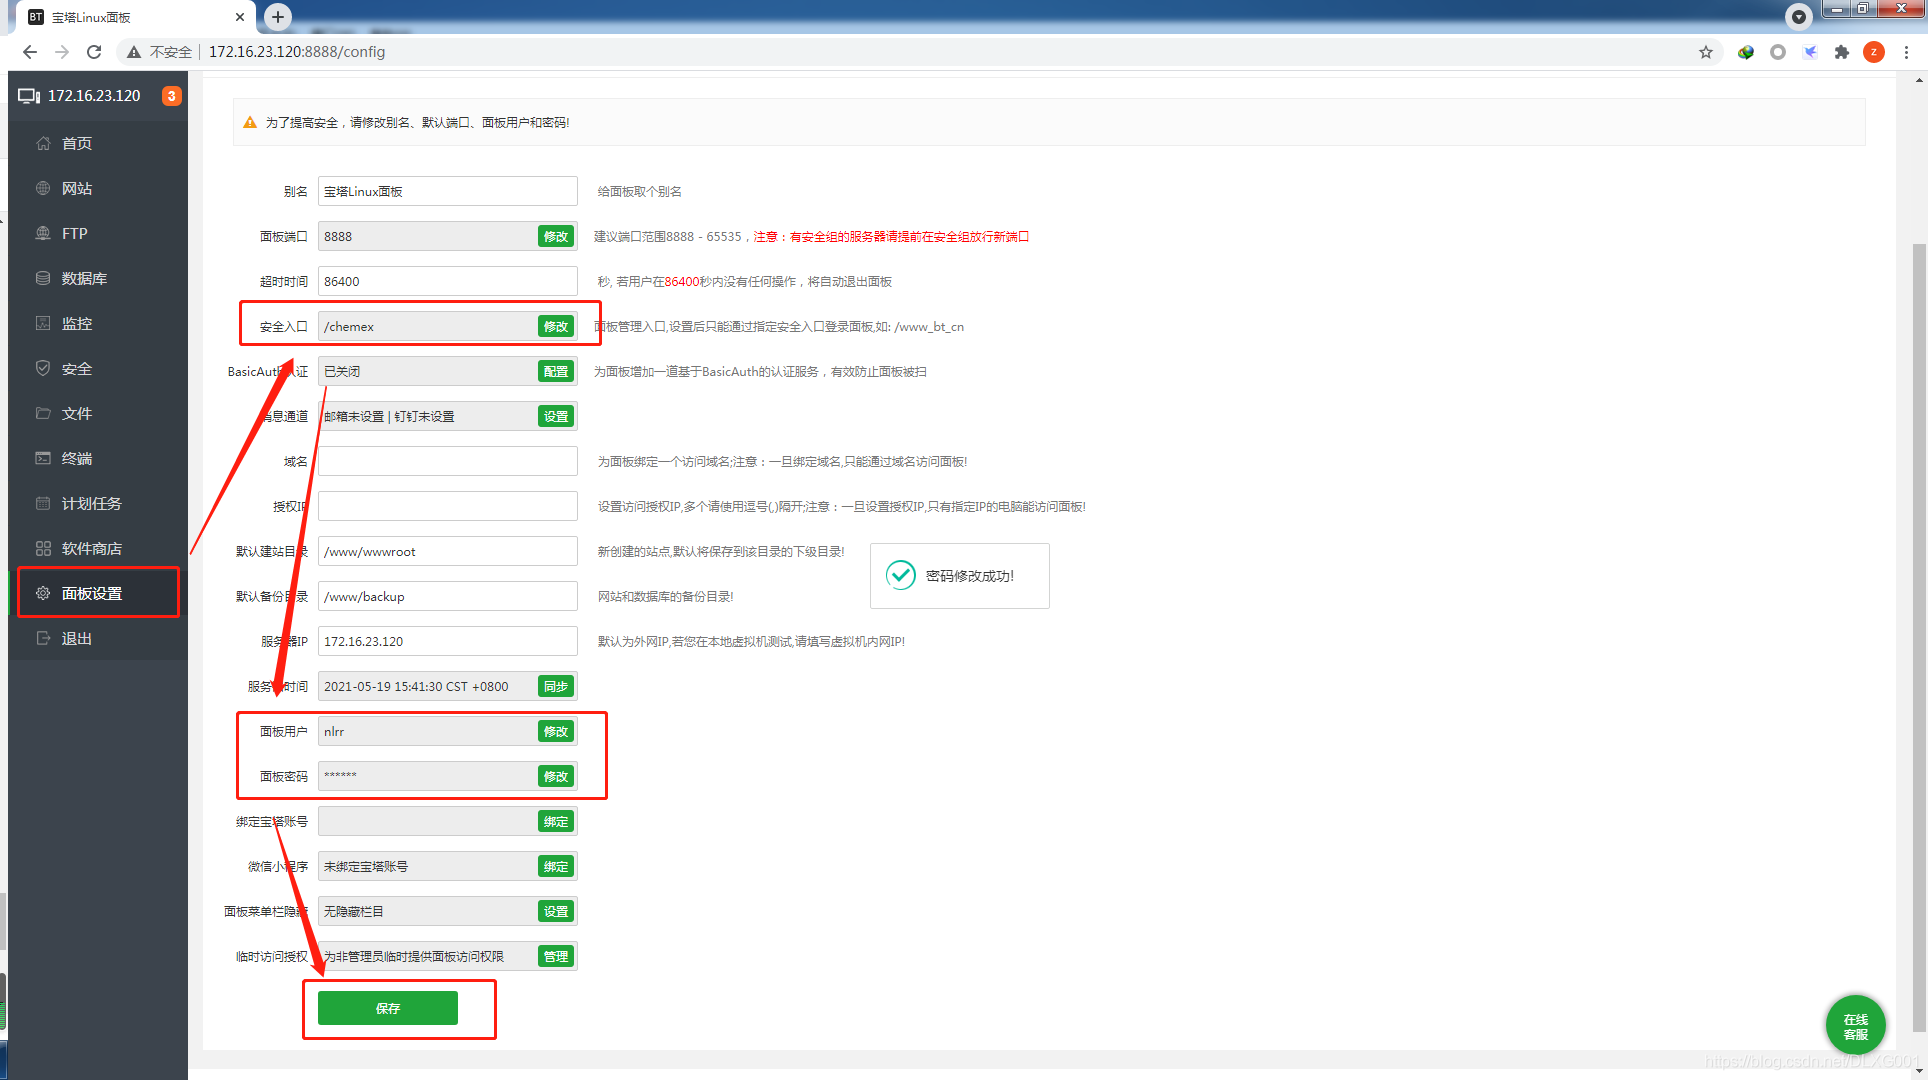 BT 宝塔Linux面板
不安全 | 172.16.23.120:8888/config
z
172.16.23.120 3
首页
网站
FTP
数据库
监控
安全
文件
终端
计划任务
软件商店
面板设置
退出
为了提高安全，请修改别名、默认端口、面板用户和密码!
别名 宝塔Linux面板 给面板取个别名
面板端口 8888 修改 建议端口范围8888 - 65535，注意：有安全组的服务器请提前在安全组放行新端口
超时时间 86400 秒, 若用户在86400秒内没有任何操作，将自动退出面板
安全入口 /chemex 修改 面板管理入口,设置后只能通过指定安全入口登录面板,如: /www_bt_cn
BasicAuth认证 已关闭 配置 为面板增加一道基于BasicAuth的认证服务，有效防止面板被扫
消息通道 邮箱未设置 | 钉钉未设置 设置
域名 为面板绑定一个访问域名;注意：一旦绑定域名,只能通过域名访问面板!
授权IP 设置访问授权IP,多个请使用逗号(,)隔开;注意：一旦设置授权IP,只有指定IP的电脑能访问面板!
默认建站目录 /www/wwwroot 新创建的站点,默认将保存到该目录的下级目录!
密码修改成功!
默认备份目录 /www/backup 网站和数据库的备份目录!
服务器IP 172.16.23.120 默认为外网IP,若您在本地虚拟机测试,请填写虚拟机内网IP!
服务器时间 2021-05-19 15:41:30 CST +0800 同步
面板用户 nlrr 修改
面板密码 ****** 修改
绑定宝塔账号 绑定
微信小程序 未绑定宝塔账号 绑定
面板菜单栏隐藏 无隐藏栏目 设置
临时访问授权 为非管理员临时提供面板访问权限 管理
保存
在线
客服
https://blog.csdn.net/DLXG001